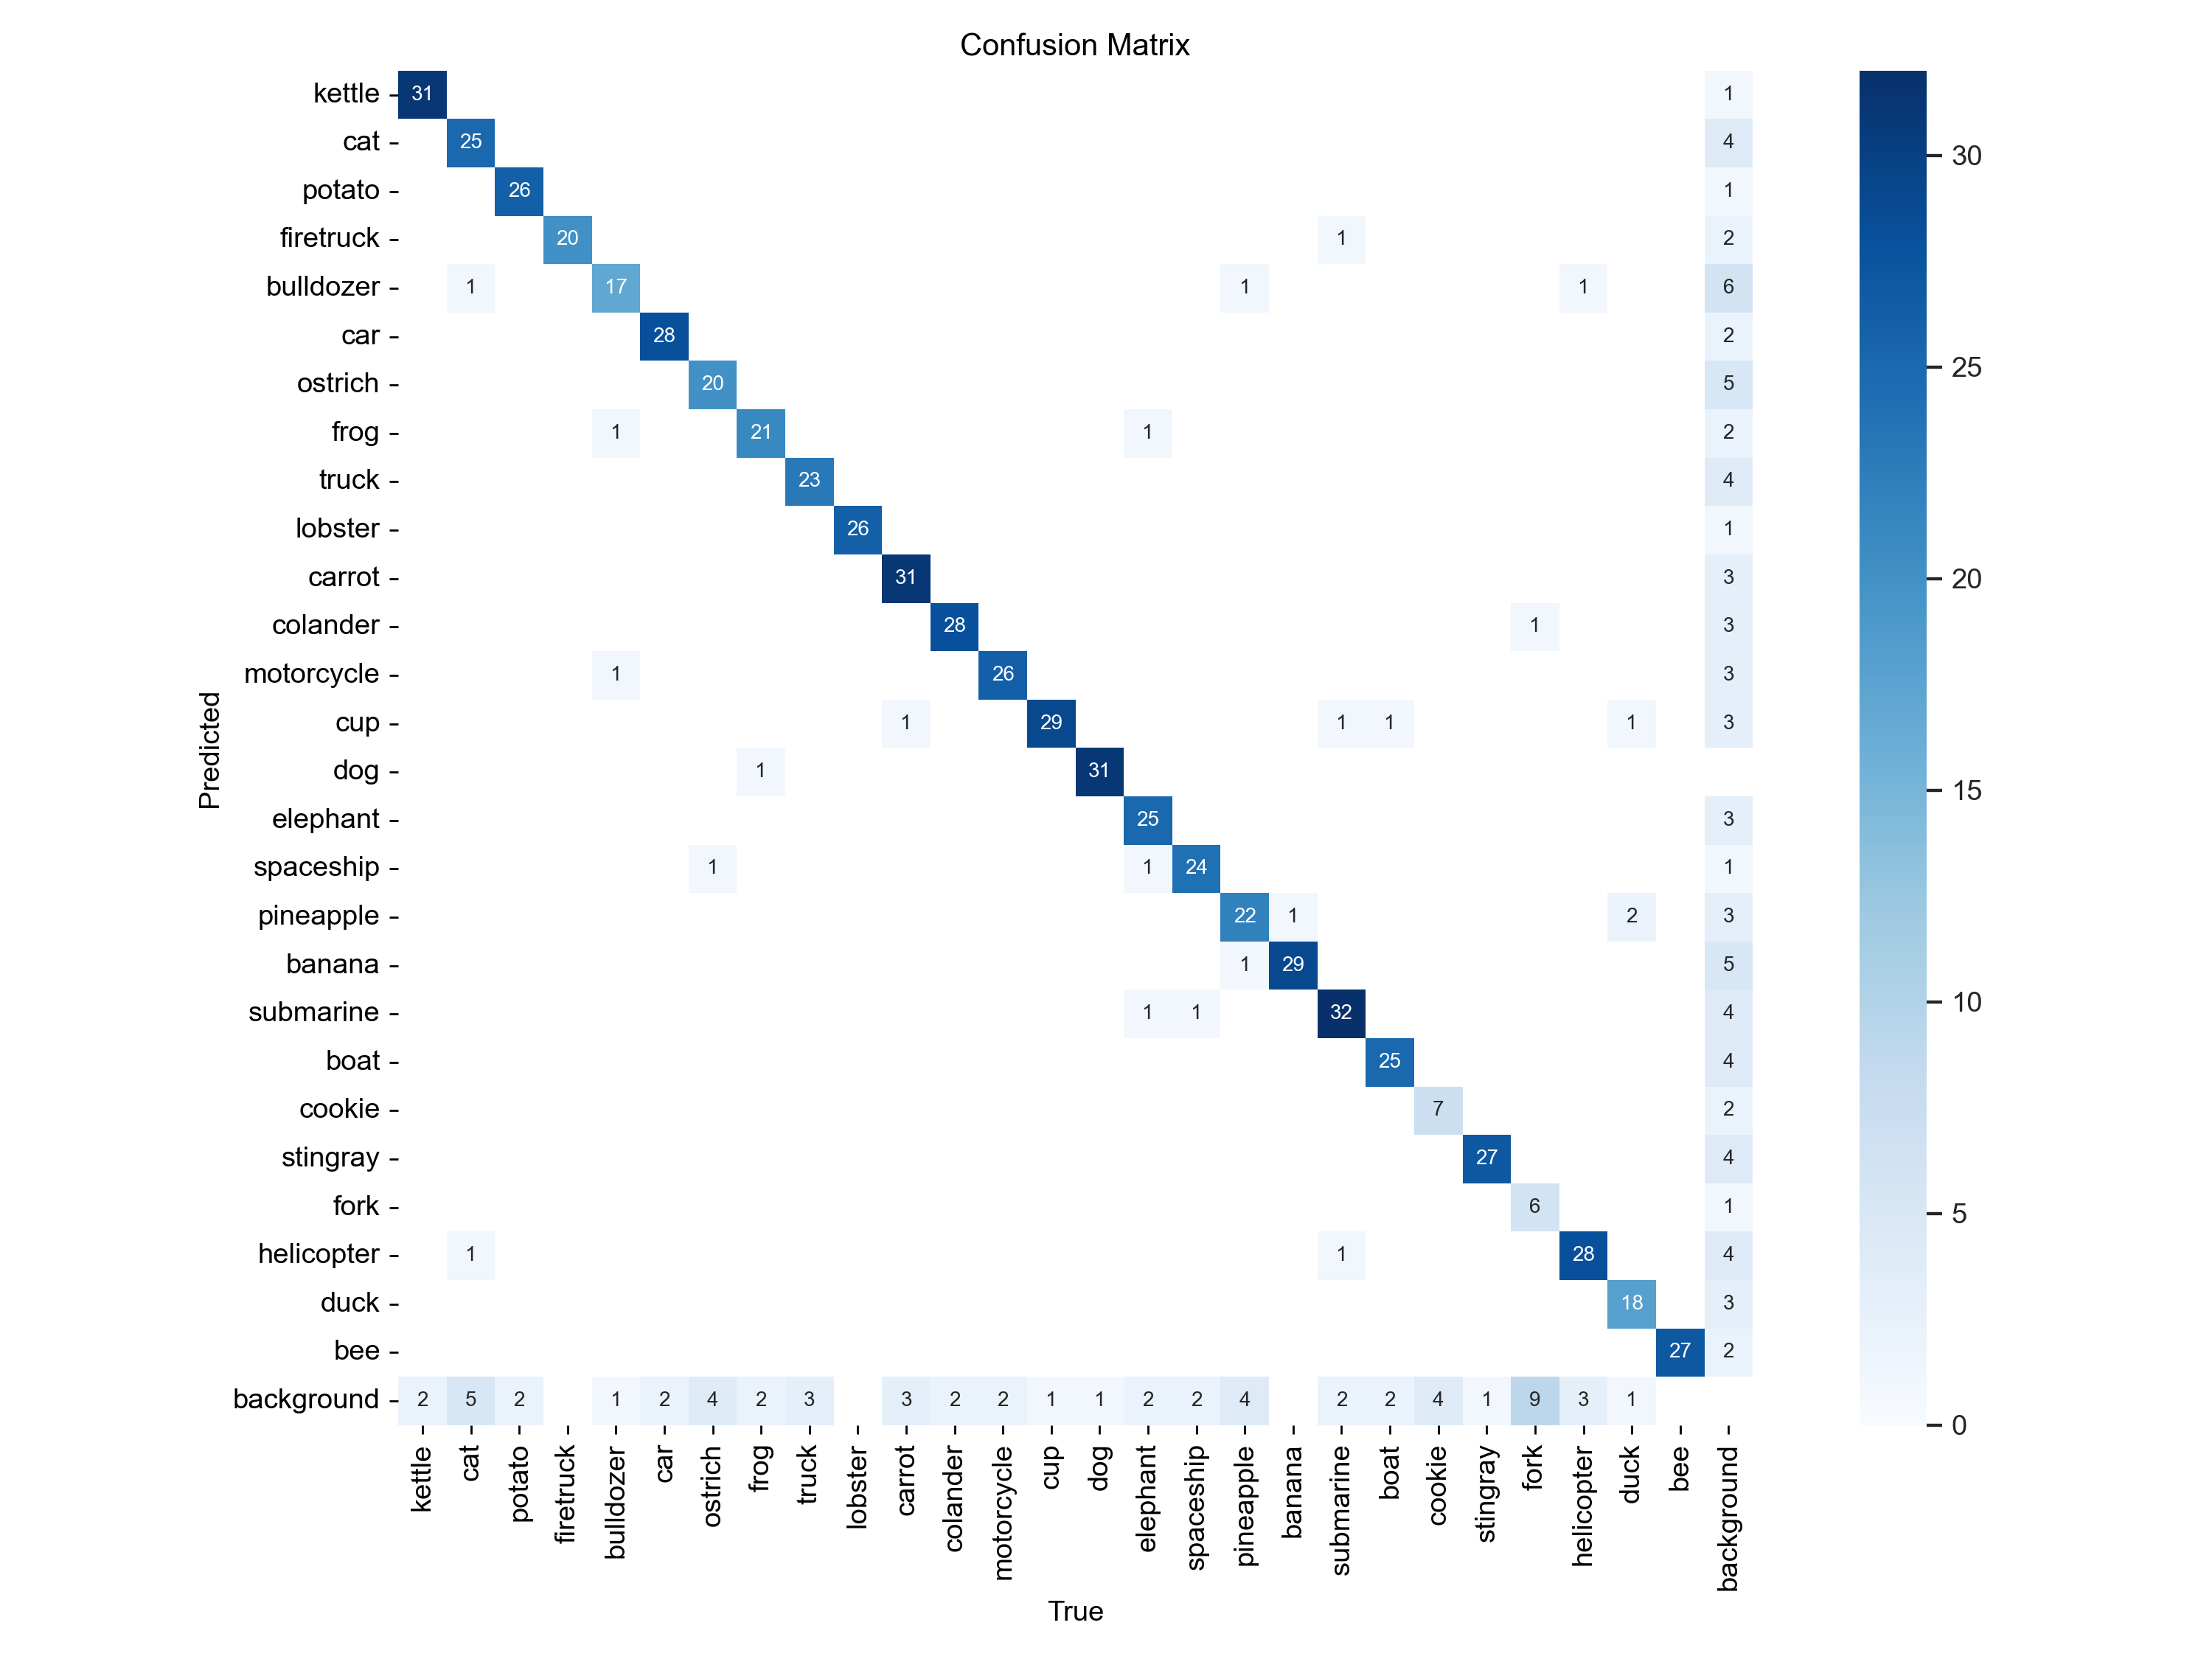 Confusion Matrix
kettle 31 1
cat 25 4 30
potato 26 1
firetruck 20 1 2
bulldozer 1 17 1 1 6
car 28 2
ostrich 20 5 25
frog 1 21 1 2
truck 23 4
lobster 26 1
carrot 31 3 20
colander 28 1 3
motorcycle 1 26 3
cup 1 29 1 1 1 3
Predicted
dog 1 31
15
elephant 25 3
spaceship 1 1 24 1
pineapple 22 1 2 3
banana 1 29 5
submarine 1 1 32 4 10
boat 25 4
cookie 7 2
stingray 27 4
fork 6 1 5
helicopter 1 1 28 4
duck 18 3
bee 27 2
background 2 5 2 1 2 4 2 3 3 2 2 1 1 2 2 4 2 2 4 1 9 3 1
0
kettle cat potato firetruck bulldozer car ostrich frog truck lobster carrot colander motorcycle cup dog elephant spaceship pineapple banana submarine boat cookie stingray fork helicopter duck bee background
True